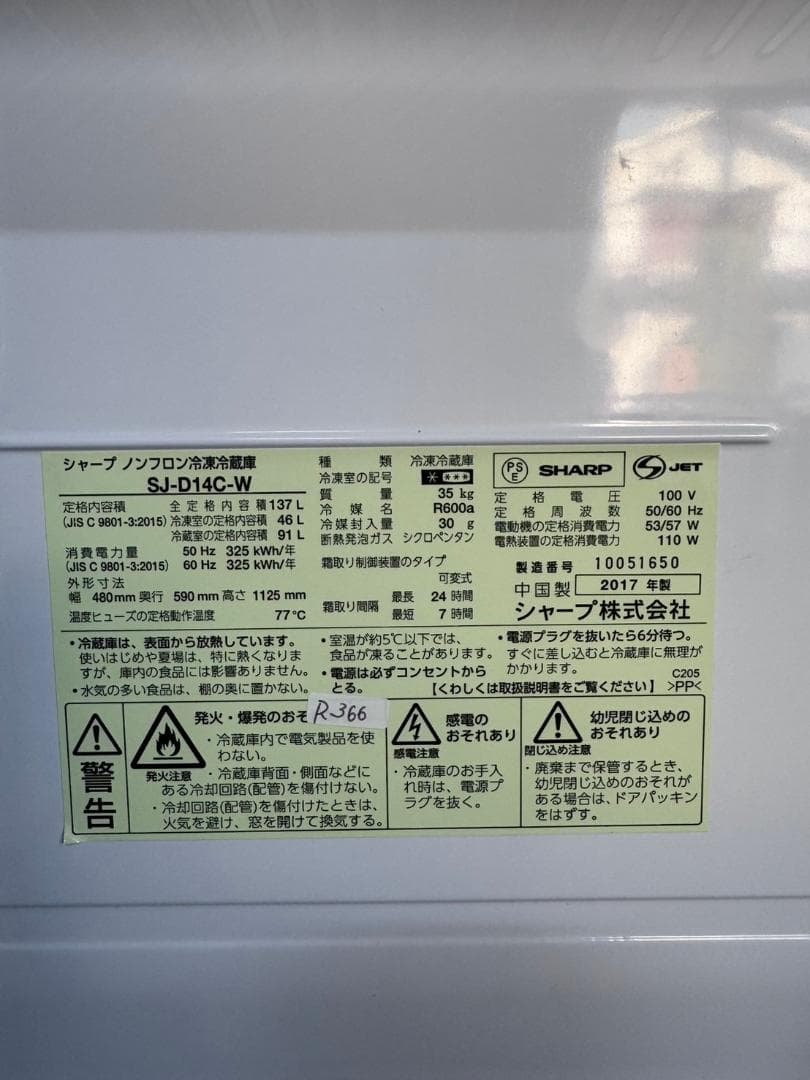 シャープ ノンフロン冷凍冷蔵庫
SJ-D14C-W
定格内容積 全定格内容積 137 L
(JIS C 9801-3:2015) 冷凍室の定格内容積 46 L
冷蔵室の定格内容積 91 L
消費電力量 50 Hz 325 kWh/年
(JIS C 9801-3:2015) 60 Hz 325 kWh/年
外形寸法
幅 480mm 奥行 590mm 高さ 1125 mm
温度ヒューズの定格動作温度 77℃
種類 冷凍冷蔵庫
冷凍室の記号 ****
質量 35 kg
冷媒名 R600a
冷媒封入量 30 g
断熱発泡ガス シクロペンタン
霜取り制御装置のタイプ
可変式
霜取り間隔 最長 24 時間
最短 7 時間
PSE SHARP S JET
定格電圧 100 V
定格周波数 50/60 Hz
電動機の定格消費電力 53/57 W
電熱装置の定格消費電力 110 W
製造番号 10051650
中国製 2017 年製
シャープ株式会社
・冷蔵庫は、表面から放熱しています。
使いはじめや夏場は、特に熱くなりま
すが、庫内の食品には影響ありません。
・水気の多い食品は、棚の奥に置かない。
・室温が約5℃以下では、
食品が凍ることがあります。
・電源は必ずコンセントから
とる。
・電源プラグを抜いたら6分待つ。
すぐに差し込むと冷蔵庫に無理が
かかります。
C205
【くわしくは取扱説明書をご覧ください】 >PP<
警告
発火・爆発のおそ
R-366
発火注意
・冷蔵庫内で電気製品を使
わない。
・冷蔵庫背面・側面などに
ある冷却回路(配管)を傷付けない。
・冷却回路(配管)を傷付けたときは、
火気を避け、窓を開けて換気する。
感電の
おそれあり
感電注意
・冷蔵庫のお手入
れ時は、電源プ
ラグを抜く。
幼児閉じ込めの
おそれあり
閉じ込め注意
・廃棄まで保管するとき、
幼児閉じ込めのおそれが
ある場合は、ドアパッキン
をはずす。